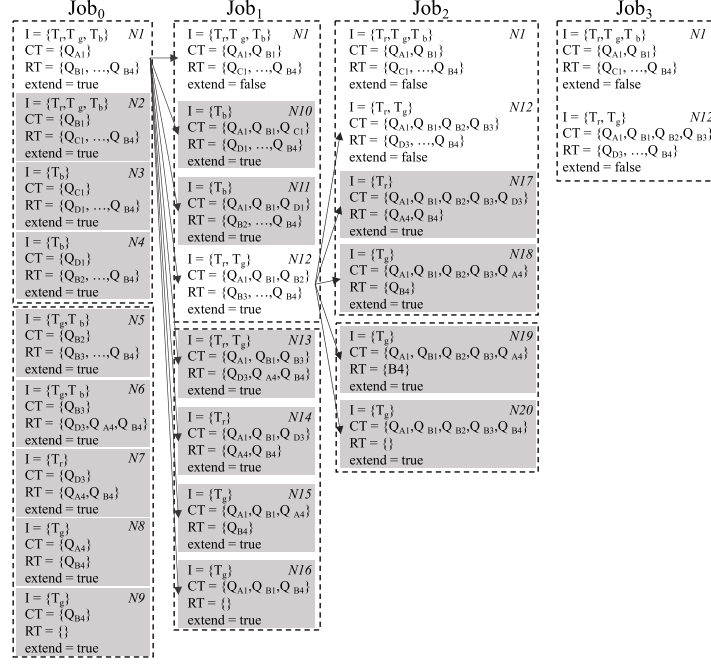 Job0
I = {Tr,T g, Tb} N1
CT = {QA1}
RT = {QB1, …,Q B4}
extend = true
I = {Tr,T g, Tb} N2
CT = {QB1}
RT = {QC1, …,Q B4}
extend = true
I = {Tb} N3
CT = {QC1}
RT = {QD1, …,Q B4}
extend = true
I = {Tb} N4
CT = {QD1}
RT = {QB2, …,Q B4}
extend = true
I = {Tg,T b} N5
CT = {QB2}
RT = {QB3, …,Q B4}
extend = true
I = {Tg,T b} N6
CT = {QB3}
RT = {QD3,Q A4,Q B4}
extend = true
I = {Tr} N7
CT = {QD3}
RT = {QA4,Q B4}
extend = true
I = {Tg} N8
CT = {QA4}
RT = {QB4}
extend = true
I = {Tg} N9
CT = {QB4}
RT = {}
extend = true
Job1
I = {Tr,Tg, Tb} N1
CT = {QA1,Q B1}
RT = {QC1, …,Q B4}
extend = false
I = {Tb} N10
CT = {QA1,Q B1,Q C1}
RT = {QD1, …,Q B4}
extend = true
I = {Tb} N11
CT = {QA1,Q B1,Q D1}
RT = {QB2, …,Q B4}
extend = true
I = {Tr, Tg} N12
CT = {QA1,Q B1,Q B2}
RT = {QB3, …,Q B4}
extend = true
I = {Tr, Tg} N13
CT = {QA1, QB1,Q B3}
RT = {QD3,Q A4,Q B4}
extend = true
I = {Tr} N14
CT = {QA1,Q B1,Q D3}
RT = {QA4,Q B4}
extend = true
I = {Tg} N15
CT = {QA1,Q B1,Q A4}
RT = {QB4}
extend = true
I = {Tg} N16
CT = {QA1,Q B1,Q B4}
RT = {}
extend = true
Job2
I = {Tr,T g,T b} N1
CT = {QA1,Q B1}
RT = {QC1, …,Q B4}
extend = false
I = {Tr, Tg} N12
CT = {QA1,Q B1,Q B2,Q B3}
RT = {QD3, …,Q B4}
extend = false
I = {Tr} N17
CT = {QA1,Q B1,Q B2,Q B3,Q D3}
RT = {QA4,Q B4}
extend = true
I = {Tg} N18
CT = {QA1,Q B1,Q B2,Q B3,Q A4}
RT = {QB4}
extend = true
I = {Tg} N19
CT = {QA1, QB1,Q B2,Q B3,Q A4}
RT = {B4}
extend = true
I = {Tg} N20
CT = {QA1,Q B1,Q B2,Q B3,Q B4}
RT = {}
extend = true
Job3
I = {Tr,T g,T b} N1
CT = {QA1,Q B1}
RT = {QC1, …,Q B4}
extend = false
I = {Tr, Tg} N12
CT = {QA1,Q B1,Q B2,Q B3}
RT = {QD3, …,Q B4}
extend = false